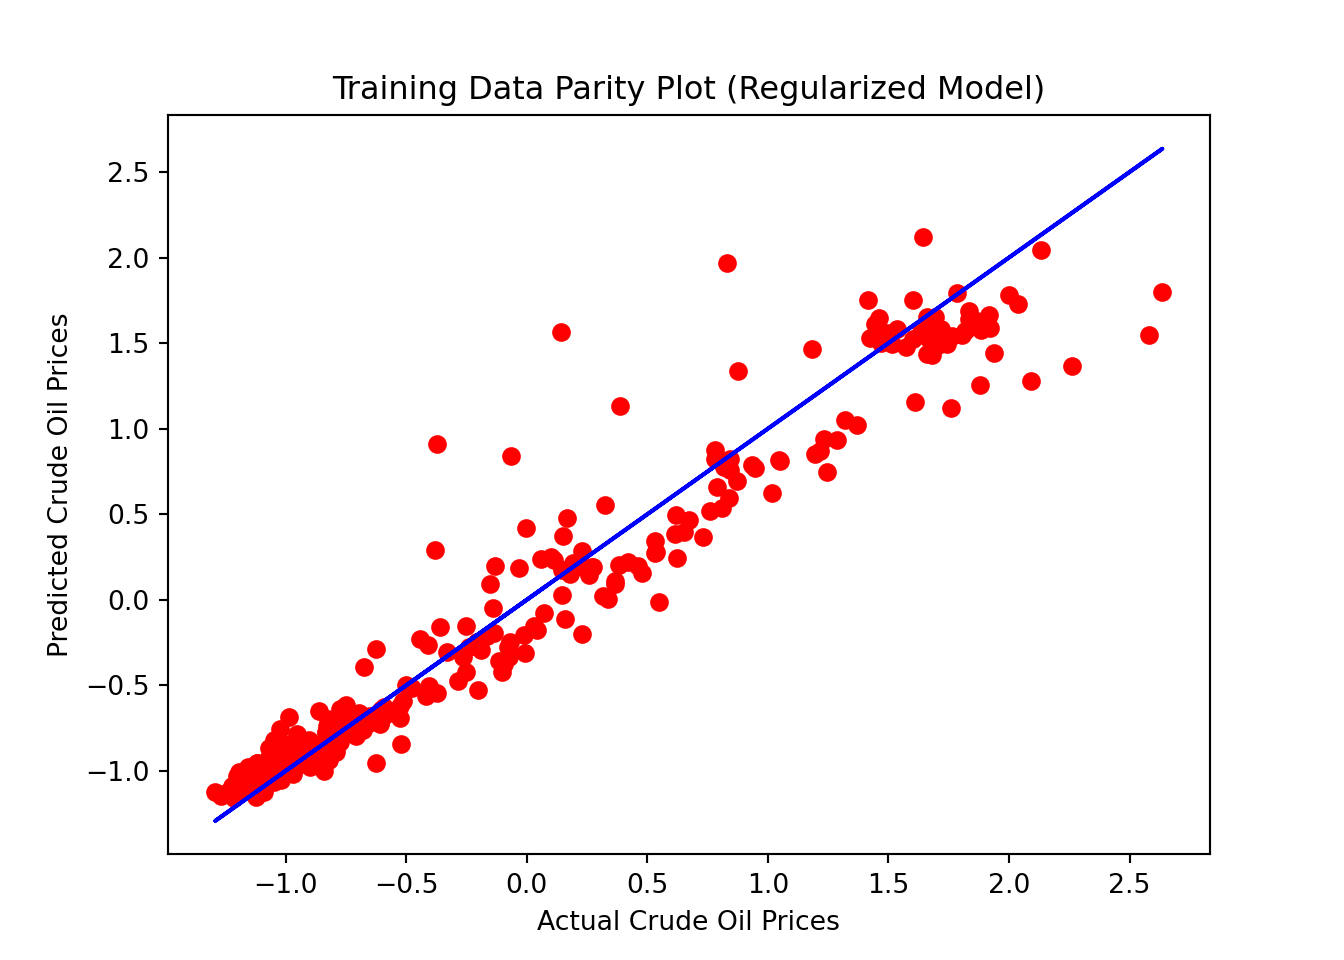 Training Data Parity Plot (Regularized Model)
2.5
2.0
1.5
1.0
0.5
0.0
−0.5
−1.0
Predicted Crude Oil Prices
−1.0 −0.5 0.0 0.5 1.0 1.5 2.0 2.5
Actual Crude Oil Prices